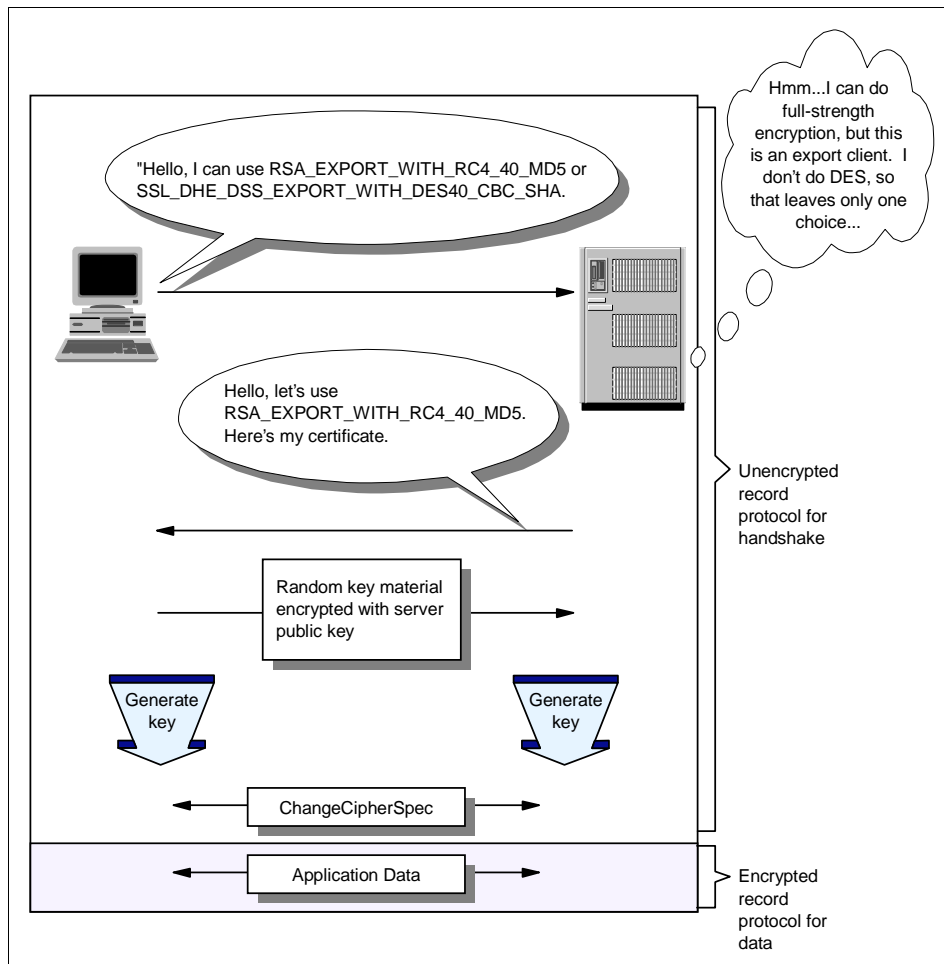 Hmm...I can do
full-strength
encryption, but this
is an export client.  I
don't do DES, so
that leaves only one
choice...
"Hello, I can use RSA_EXPORT_WITH_RC4_40_MD5 or
SSL_DHE_DSS_EXPORT_WITH_DES40_CBC_SHA.
Hello, let's use
RSA_EXPORT_WITH_RC4_40_MD5.
Here's my certificate.
Unencrypted
record
protocol for
handshake
Random key material
encrypted with server
public key
Generate
key
Generate
key
ChangeCipherSpec
Application Data
Encrypted
record
protocol for
data